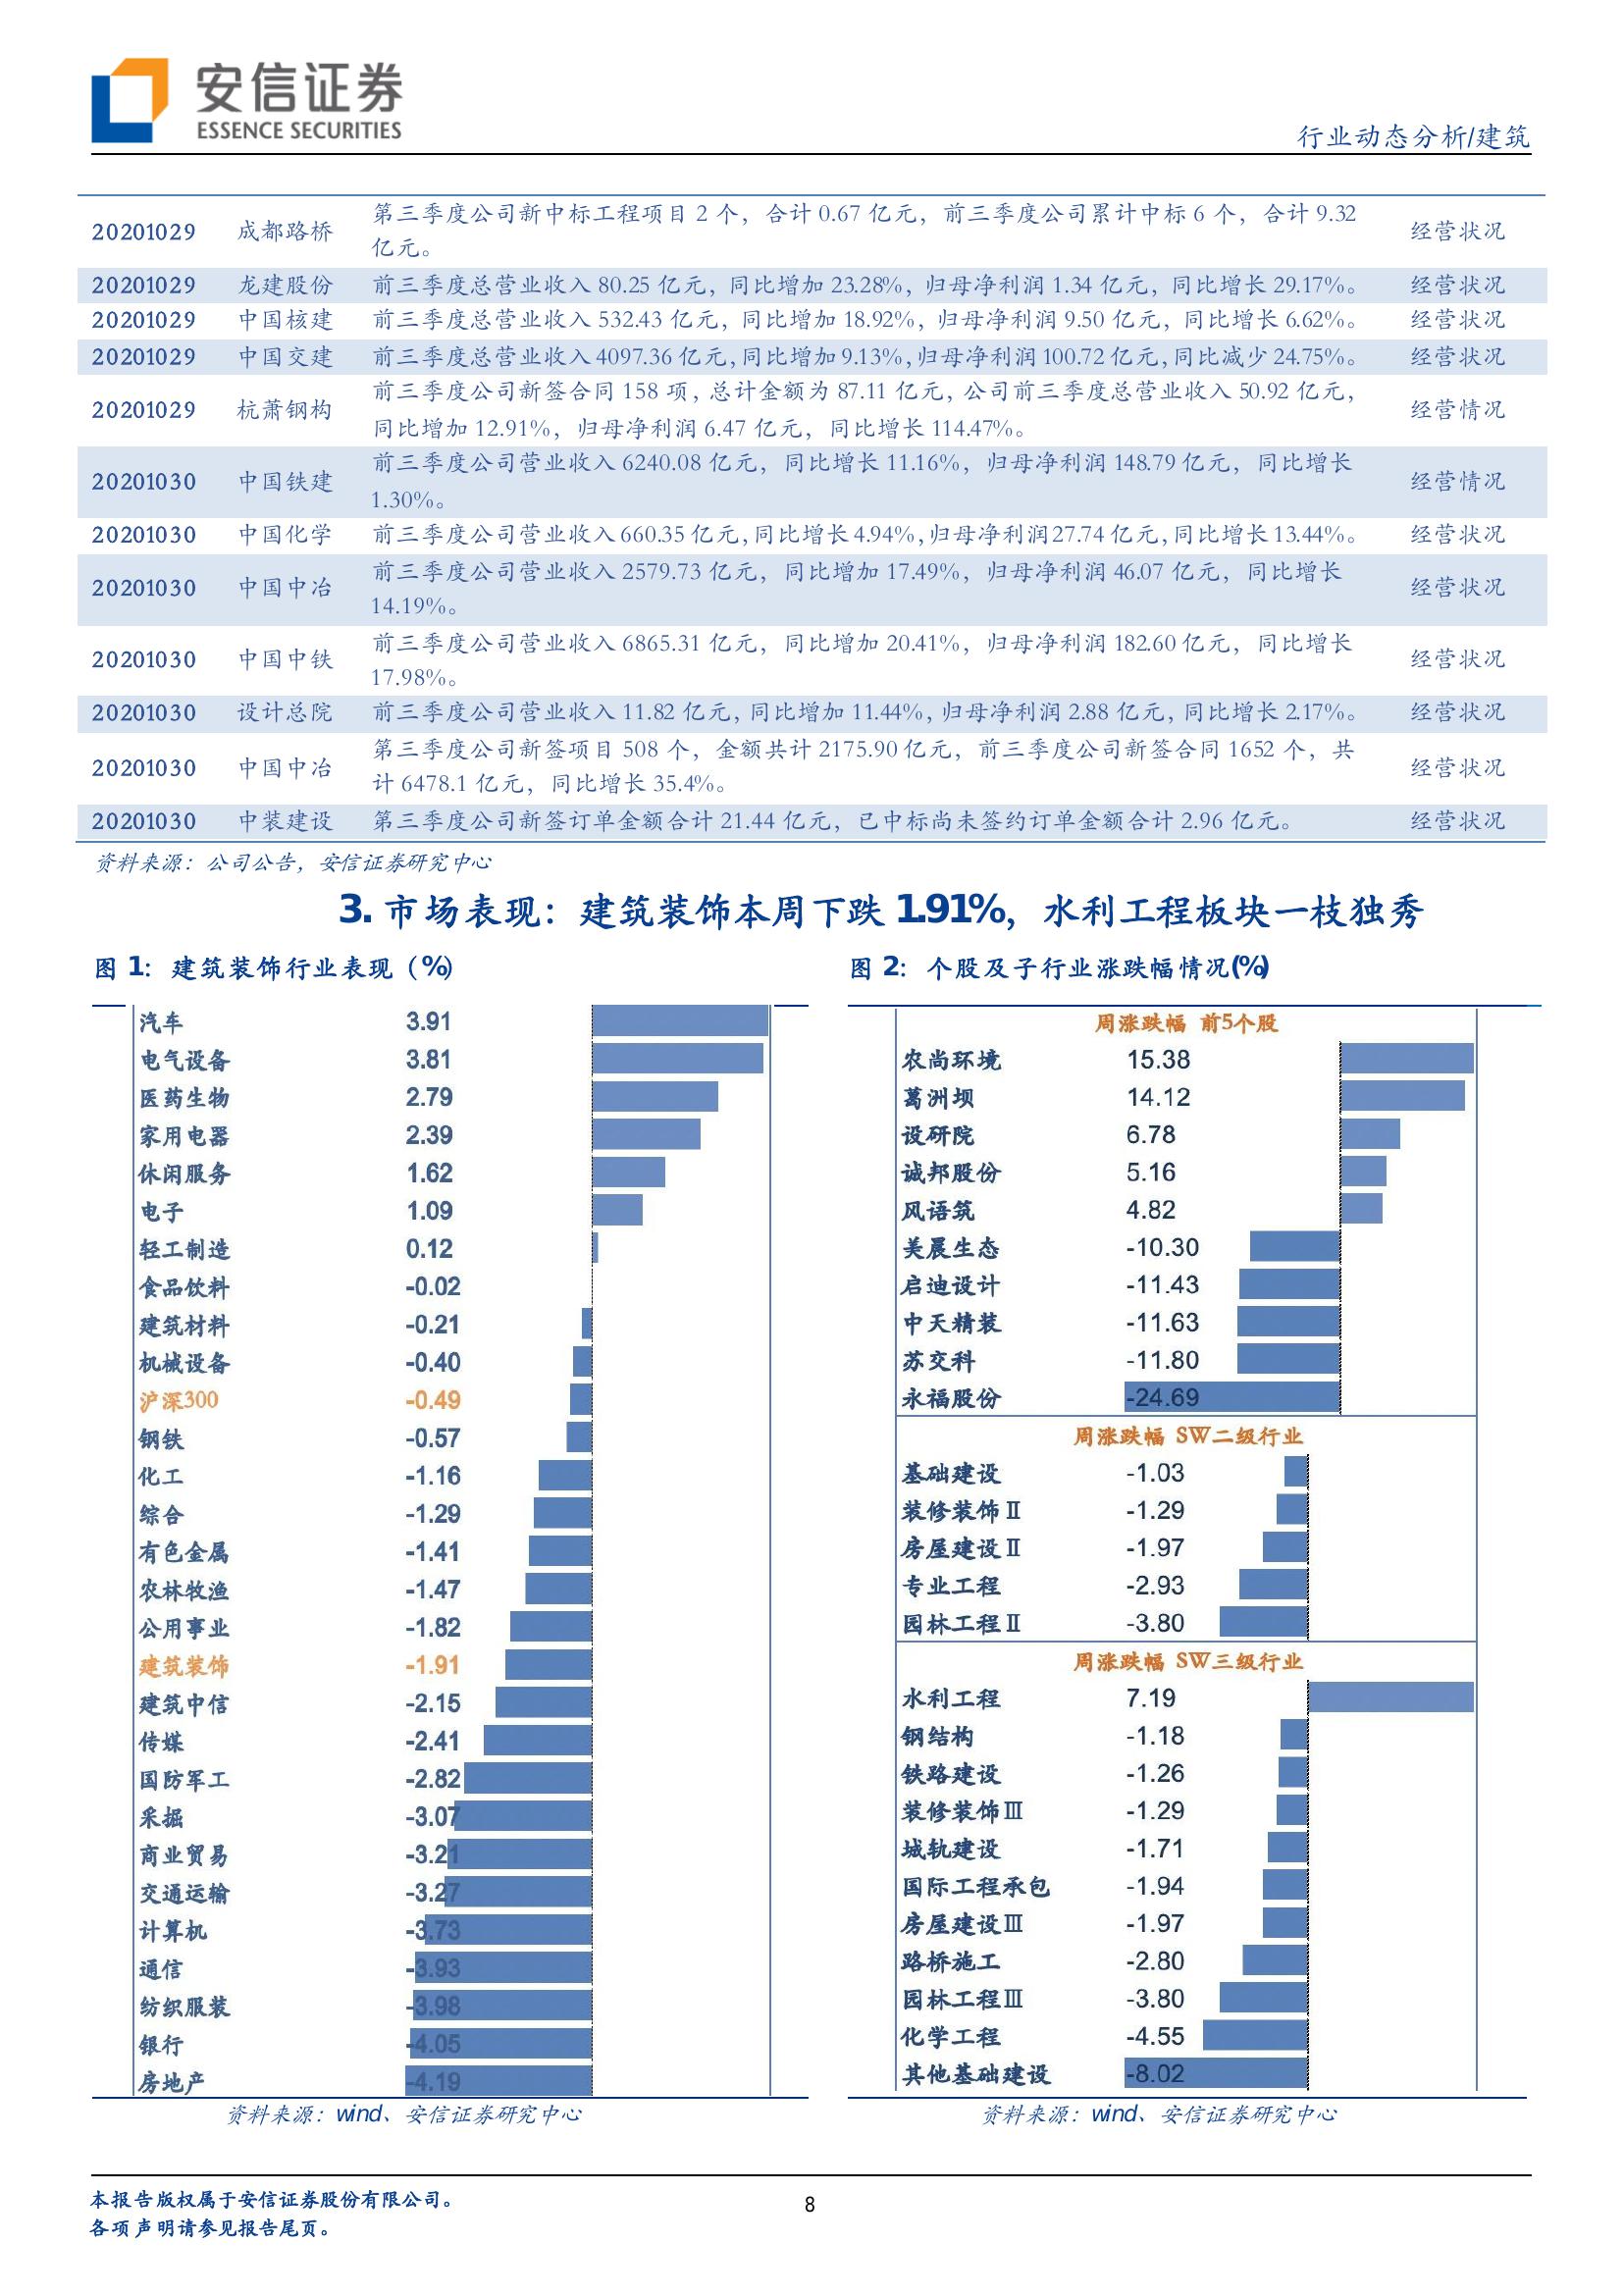 安信证券
ESSENCE SECURITIES
行业动态分析/建筑
20201029 成都路桥 第三季度公司新中标工程项目 2 个，合计 0.67 亿元，前三季度公司累计中标 6 个，合计 9.32
亿元。 经营状况
20201029 龙建股份 前三季度总营业收入 80.25 亿元，同比增加 23.28%，归母净利润 1.34 亿元，同比增长 29.17%。 经营状况
20201029 中国核建 前三季度总营业收入 532.43 亿元，同比增加 18.92%，归母净利润 9.50 亿元，同比增长 6.62%。 经营状况
20201029 中国交建 前三季度总营业收入 4097.36 亿元，同比增加 9.13%，归母净利润 100.72 亿元，同比减少 24.75%。 经营状况
20201029 杭萧钢构 前三季度公司新签合同 158 项，总计金额为 87.11 亿元，公司前三季度总营业收入 50.92 亿元，
同比增加 12.91%，归母净利润 6.47 亿元，同比增长 114.47%。 经营情况
20201030 中国铁建 前三季度公司营业收入 6240.08 亿元，同比增长 11.16%，归母净利润 148.79 亿元，同比增长
1.30%。 经营情况
20201030 中国化学 前三季度公司营业收入 660.35 亿元，同比增长 4.94%，归母净利润 27.74 亿元，同比增长 13.44%。 经营状况
20201030 中国中冶 前三季度公司营业收入 2579.73 亿元，同比增加 17.49%，归母净利润 46.07 亿元，同比增长
14.19%。 经营状况
20201030 中国中铁 前三季度公司营业收入 6865.31 亿元，同比增加 20.41%，归母净利润 182.60 亿元，同比增长
17.98%。 经营状况
20201030 设计总院 前三季度公司营业收入 11.82 亿元，同比增加 11.44%，归母净利润 2.88 亿元，同比增长 2.17%。 经营状况
20201030 中国中冶 第三季度公司新签项目 508 个，金额共计 2175.90 亿元，前三季度公司新签合同 1652 个，共
计 6478.1 亿元，同比增长 35.4%。 经营状况
20201030 中装建设 第三季度公司新签订单金额合计 21.44 亿元，已中标尚未签约订单金额合计 2.96 亿元。 经营状况
资料来源：公司公告，安信证券研究中心
3. 市场表现：建筑装饰本周下跌 1.91%，水利工程板块一枝独秀
图 1：建筑装饰行业表现（%）
汽车 3.91
电气设备 3.81
医药生物 2.79
家用电器 2.39
休闲服务 1.62
电子 1.09
轻工制造 0.12
食品饮料 -0.02
建筑材料 -0.21
机械设备 -0.40
沪深300 -0.49
钢铁 -0.57
化工 -1.16
综合 -1.29
有色金属 -1.41
农林牧渔 -1.47
公用事业 -1.82
建筑装饰 -1.91
建筑中信 -2.15
传媒 -2.41
国防军工 -2.82
采掘 -3.07
商业贸易 -3.21
交通运输 -3.27
计算机 -3.73
通信 -3.93
纺织服装 -3.98
银行 -4.05
房地产 -4.19
资料来源：wind、安信证券研究中心
图 2：个股及子行业涨跌幅情况(%)
周涨跌幅 前5个股
农尚环境 15.38
葛洲坝 14.12
设研院 6.78
诚邦股份 5.16
风语筑 4.82
美晨生态 -10.30
启迪设计 -11.43
中天精装 -11.63
苏交科 -11.80
永福股份 -24.69
周涨跌幅 SW二级行业
基础建设 -1.03
装修装饰Ⅱ -1.29
房屋建设Ⅱ -1.97
专业工程 -2.93
园林工程Ⅱ -3.80
周涨跌幅 SW三级行业
水利工程 7.19
钢结构 -1.18
铁路建设 -1.26
装修装饰Ⅲ -1.29
城轨建设 -1.71
国际工程承包 -1.94
房屋建设Ⅲ -1.97
路桥施工 -2.80
园林工程Ⅲ -3.80
化学工程 -4.55
其他基础建设 -8.02
资料来源：wind、安信证券研究中心
本报告版权属于安信证券股份有限公司。
各项声明请参见报告尾页。
8